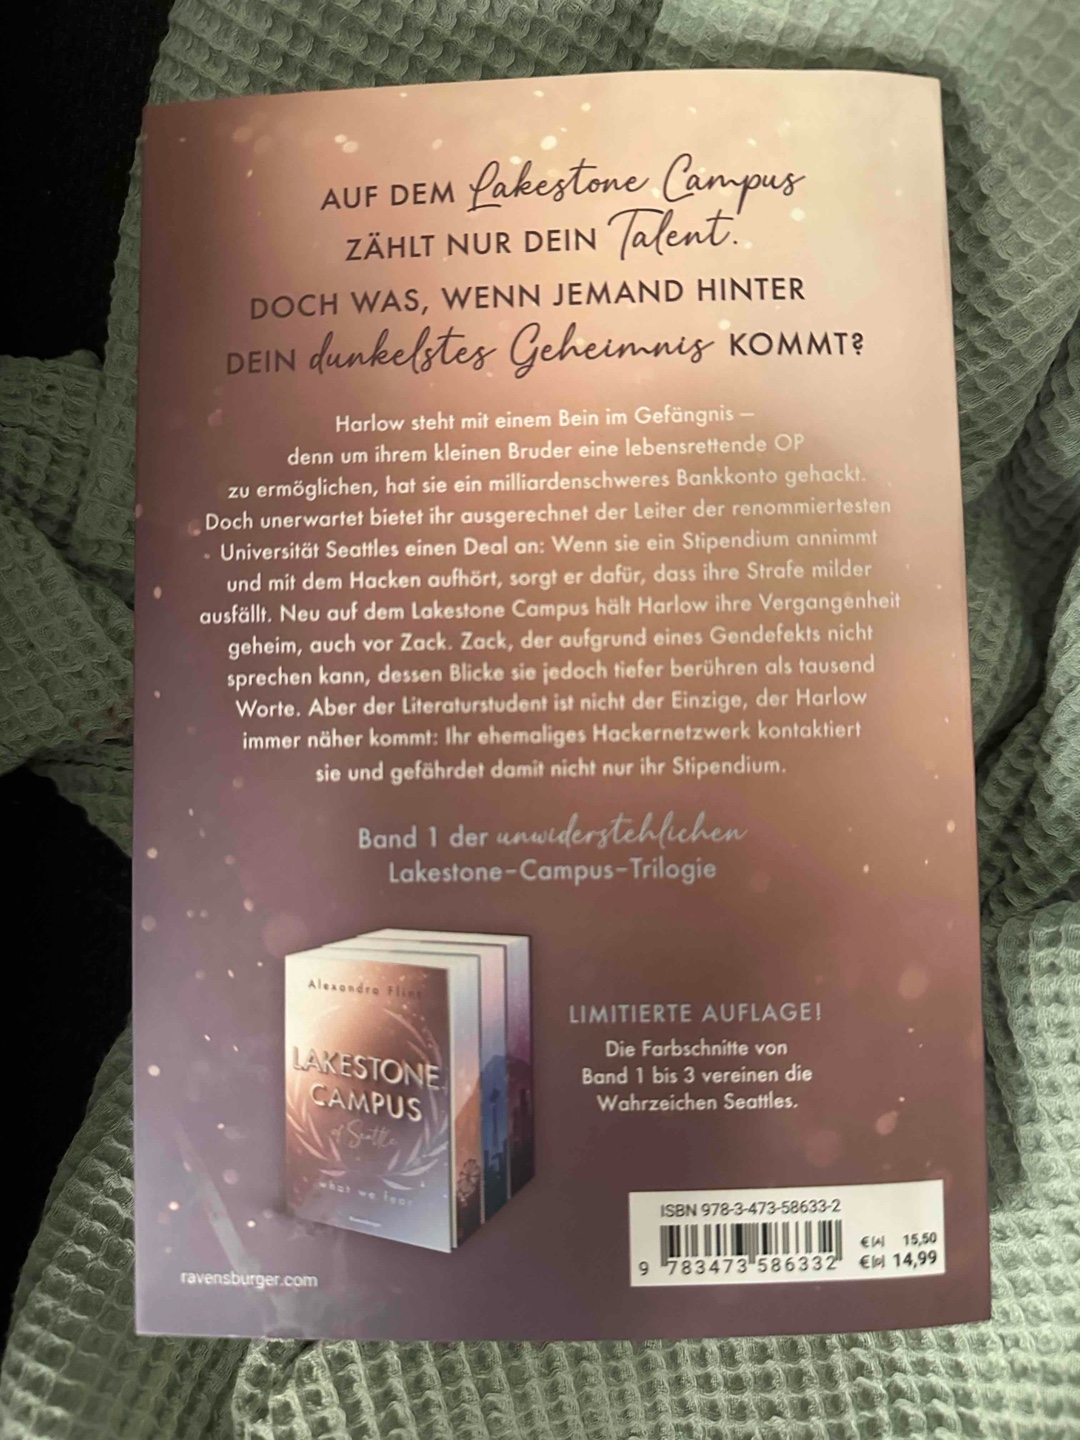 AUF DEM Lakestone Campus
ZÄHLT NUR DEIN Talent.
DOCH WAS, WENN JEMAND HINTER
DEIN dunkelstes Geheimnis KOMMT?
Harlow steht mit einem Bein im Gefängnis –
denn um ihrem kleinen Bruder eine lebensrettende OP
zu ermöglichen, hat sie ein milliardenschweres Bankkonto gehackt.
Doch unerwartet bietet ihr ausgerechnet der Leiter der renommiertesten
Universität Seattles einen Deal an: Wenn sie ein Stipendium annimmt
und mit dem Hacken aufhört, sorgt er dafür, dass ihre Strafe milder
ausfällt. Neu auf dem Lakestone Campus hält Harlow ihre Vergangenheit
geheim, auch vor Zack. Zack, der aufgrund eines Gendefekts nicht
sprechen kann, dessen Blicke sie jedoch tiefer berühren als tausend
Worte. Aber der Literaturstudent ist nicht der Einzige, der Harlow
immer näher kommt: Ihr ehemaliges Hackernetzwerk kontaktiert
sie und gefährdet damit nicht nur ihr Stipendium.
Band 1 der unwiderstehlichen
Lakestone-Campus-Trilogie
Alexandra Flint
LAKESTONE
CAMPUS
of Seattle
what we fear
LIMITIERTE AUFLAGE!
Die Farbschnitte von
Band 1 bis 3 vereinen die
Wahrzeichen Seattles.
ravensburger.com
ISBN 978-3-473-58633-2
9 783473 586332
€[A] 15,50
€[D] 14,99